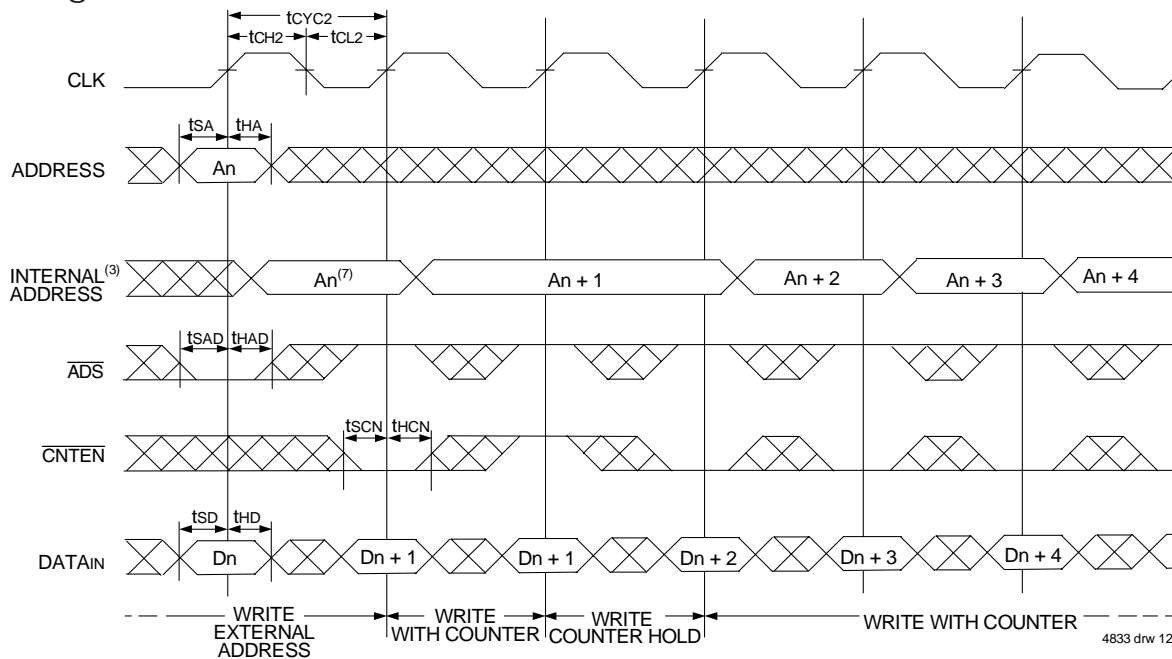 tCYC2
tCH2 tCL2
CLK
tSA tHA
ADDRESS An
INTERNAL(3)
ADDRESS
An(7) An + 1 An + 2 An + 3 An + 4
tSAD tHAD
ADS
tSCN tHCN
CNTEN
tSD tHD
DATAIN Dn Dn + 1 Dn + 1 Dn + 2 Dn + 3 Dn + 4
WRITE
EXTERNAL
ADDRESS
WRITE
WITH COUNTER
WRITE
COUNTER HOLD
WRITE WITH COUNTER
4833 drw 12